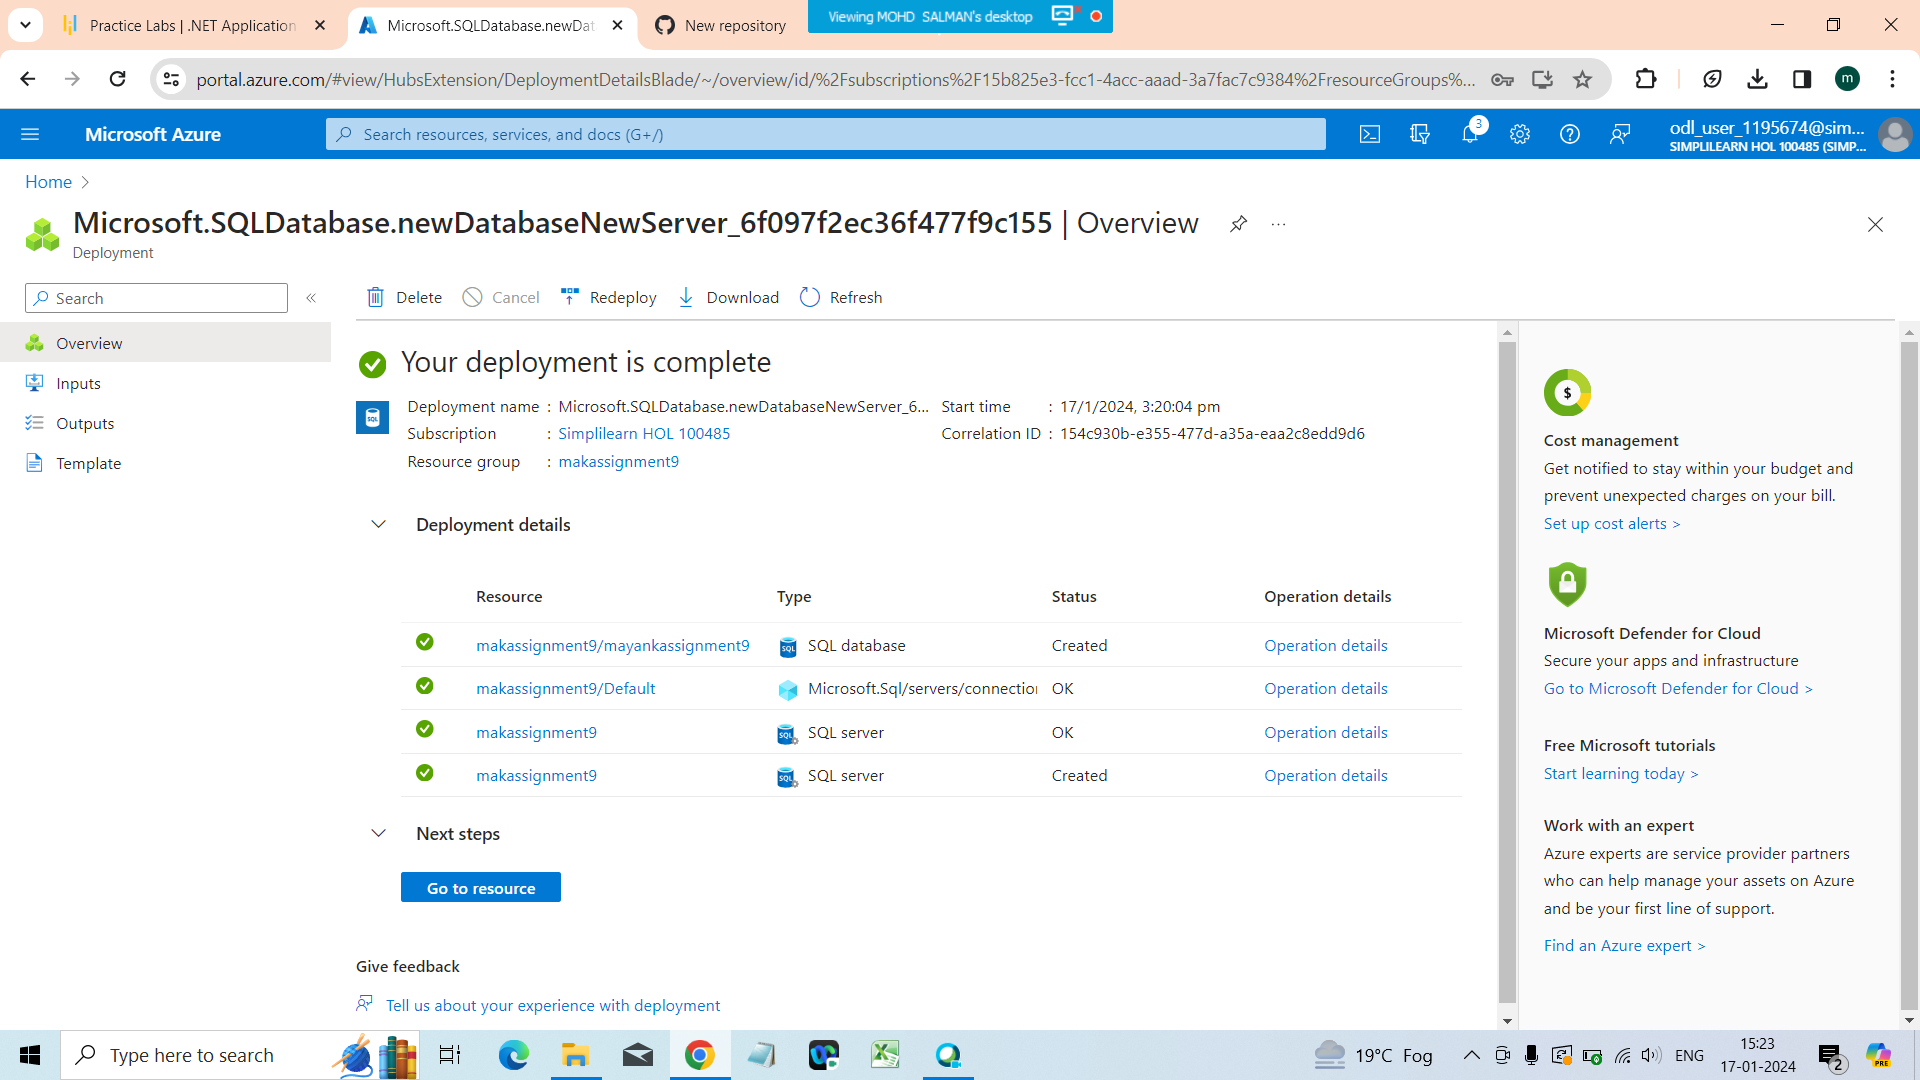 Practice Labs | .NET Application
Microsoft.SQLDatabase.newDat
New repository
Viewing MOHD SALMAN's desktop
portal.azure.com/#view/HubsExtension/DeploymentDetailsBlade/~/overview/id/%2Fsubscriptions%2F15b825e3-fcc1-4acc-aaad-3a7fac7c9384%2FresourceGroups%...
m
Microsoft Azure
Search resources, services, and docs (G+/)
3
odl_user_1195674@sim...
SIMPLILEARN HOL 100485 (SIMP...
Home
Microsoft.SQLDatabase.newDatabaseNewServer_6f097f2ec36f477f9c155 | Overview
...
Deployment
Search
«
Delete
Cancel
Redeploy
Download
Refresh
Overview
Inputs
Outputs
Template
Your deployment is complete
Deployment name : Microsoft.SQLDatabase.newDatabaseNewServer_6...
Subscription : Simplilearn HOL 100485
Resource group : makassignment9
Start time : 17/1/2024, 3:20:04 pm
Correlation ID : 154c930b-e355-477d-a35a-eaa2c8edd9d6
Deployment details
Resource Type Status Operation details
makassignment9/mayankassignment9 SQL SQL database Created Operation details
makassignment9/Default Microsoft.Sql/servers/connection OK Operation details
makassignment9 SQL SQL server OK Operation details
makassignment9 SQL SQL server Created Operation details
Next steps
Go to resource
Give feedback
Tell us about your experience with deployment
$
Cost management
Get notified to stay within your budget and
prevent unexpected charges on your bill.
Set up cost alerts >
Microsoft Defender for Cloud
Secure your apps and infrastructure
Go to Microsoft Defender for Cloud >
Free Microsoft tutorials
Start learning today >
Work with an expert
Azure experts are service provider partners
who can help manage your assets on Azure
and be your first line of support.
Find an Azure expert >
Type here to search
19°C Fog
ENG
15:23
17-01-2024
2
PRE